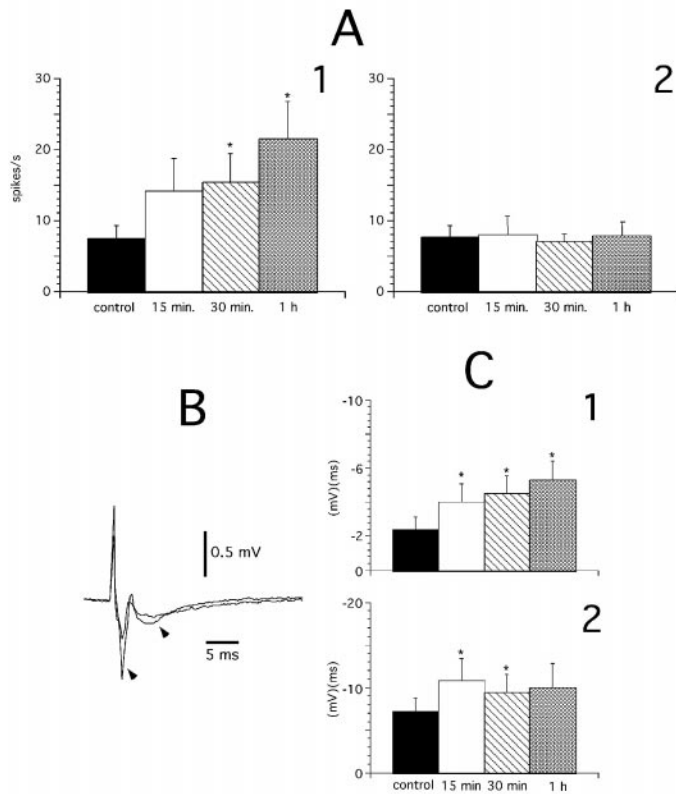 A
1
2
30
20
10
0
spikes/s
*
*
control 15 min. 30 min. 1 h
30
20
10
0
control 15 min. 30 min. 1 h
B
0.5 mV
5 ms
C
1
-10
-6
-2
0
(mV)(ms)
*
*
*
2
-20
-10
0
(mV)(ms)
*
*
control 15 min 30 min 1 h